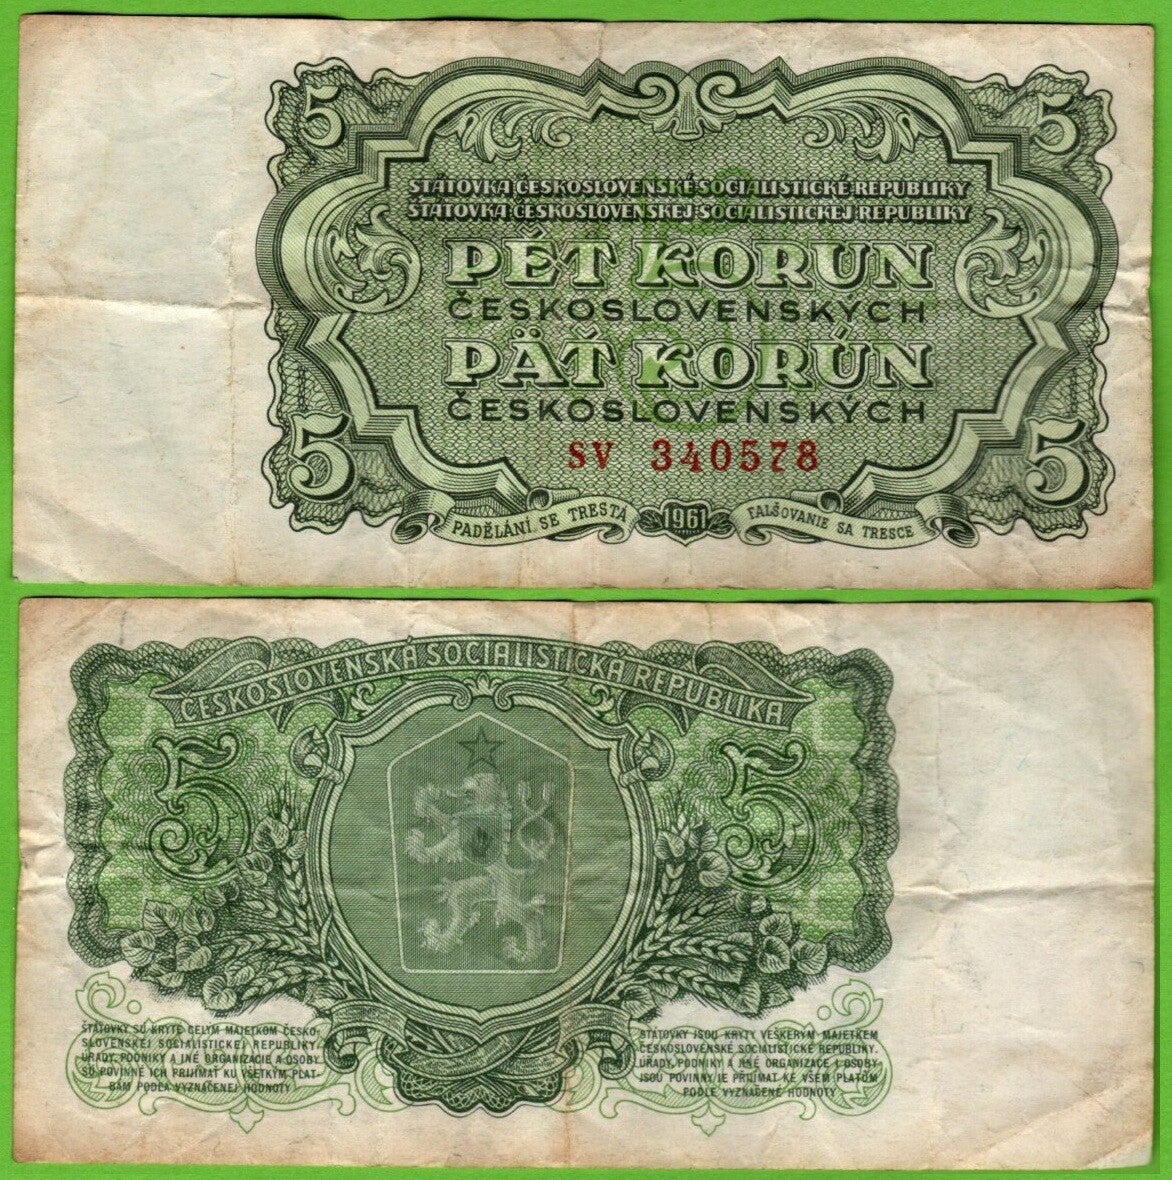 5 5
STÁTOVKA ČESKOSLOVENSKÉ SOCIALISTICKÉ REPUBLIKY
ŠTÁTOVKA ČESKOSLOVENSKEJ SOCIALISTICKEJ REPUBLIKY
PĚT KORUN
ČESKOSLOVENSKÝCH
PÄŤ KORÚN
ČESKOSLOVENSKÝCH
5 5
SV 340578
PADĚLÁNÍ SE TRESTÁ 1961 FALŠOVANIE SA TRESCE
ČESKOSLOVENSKÁ SOCIALISTICKÁ REPUBLIKA
5 5
ŠTÁTOVKY SÚ KRYTÉ CELÝM MAJETKOM ČESKO-
SLOVENSKEJ SOCIALISTICKEJ REPUBLIKY.
ÚRADY, PODNIKY A INÉ ORGANIZÁCIE A OSOBY
SÚ POVINNÉ ICH PRIJÍMAŤ KU VŠETKÝM PLAT-
BÁM PODĽA VYZNAČENEJ HODNOTY
STÁTOVKY JSOU KRYTY VEŠKERÝM MAJETKEM
ČESKOSLOVENSKÉ SOCIALISTICKÉ REPUBLIKY.
ÚŘADY, PODNIKY A JINÉ ORGANIZACE I OSOBY
JSOU POVINNY JE PŘIJÍMAT KE VŠEM PLATŮM
PODLE VYZNAČENÉ HODNOTY